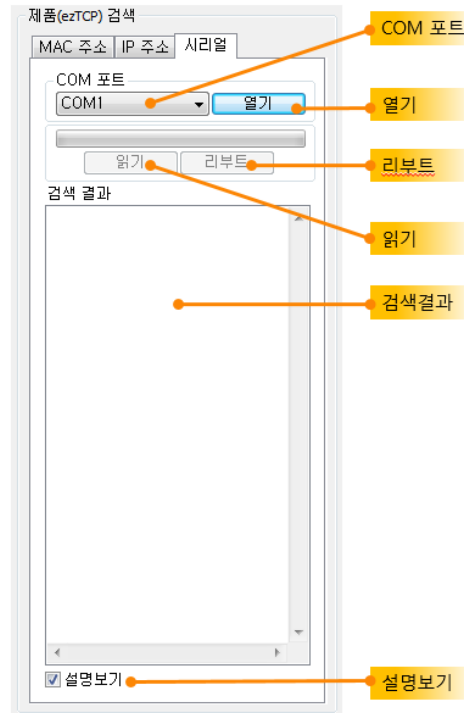 제품(ezTCP) 검색
MAC 주소 IP 주소 시리얼
COM 포트
COM1 열기
읽기 리부트
검색 결과
설명보기
COM 포트
열기
리부트
읽기
검색결과
설명보기